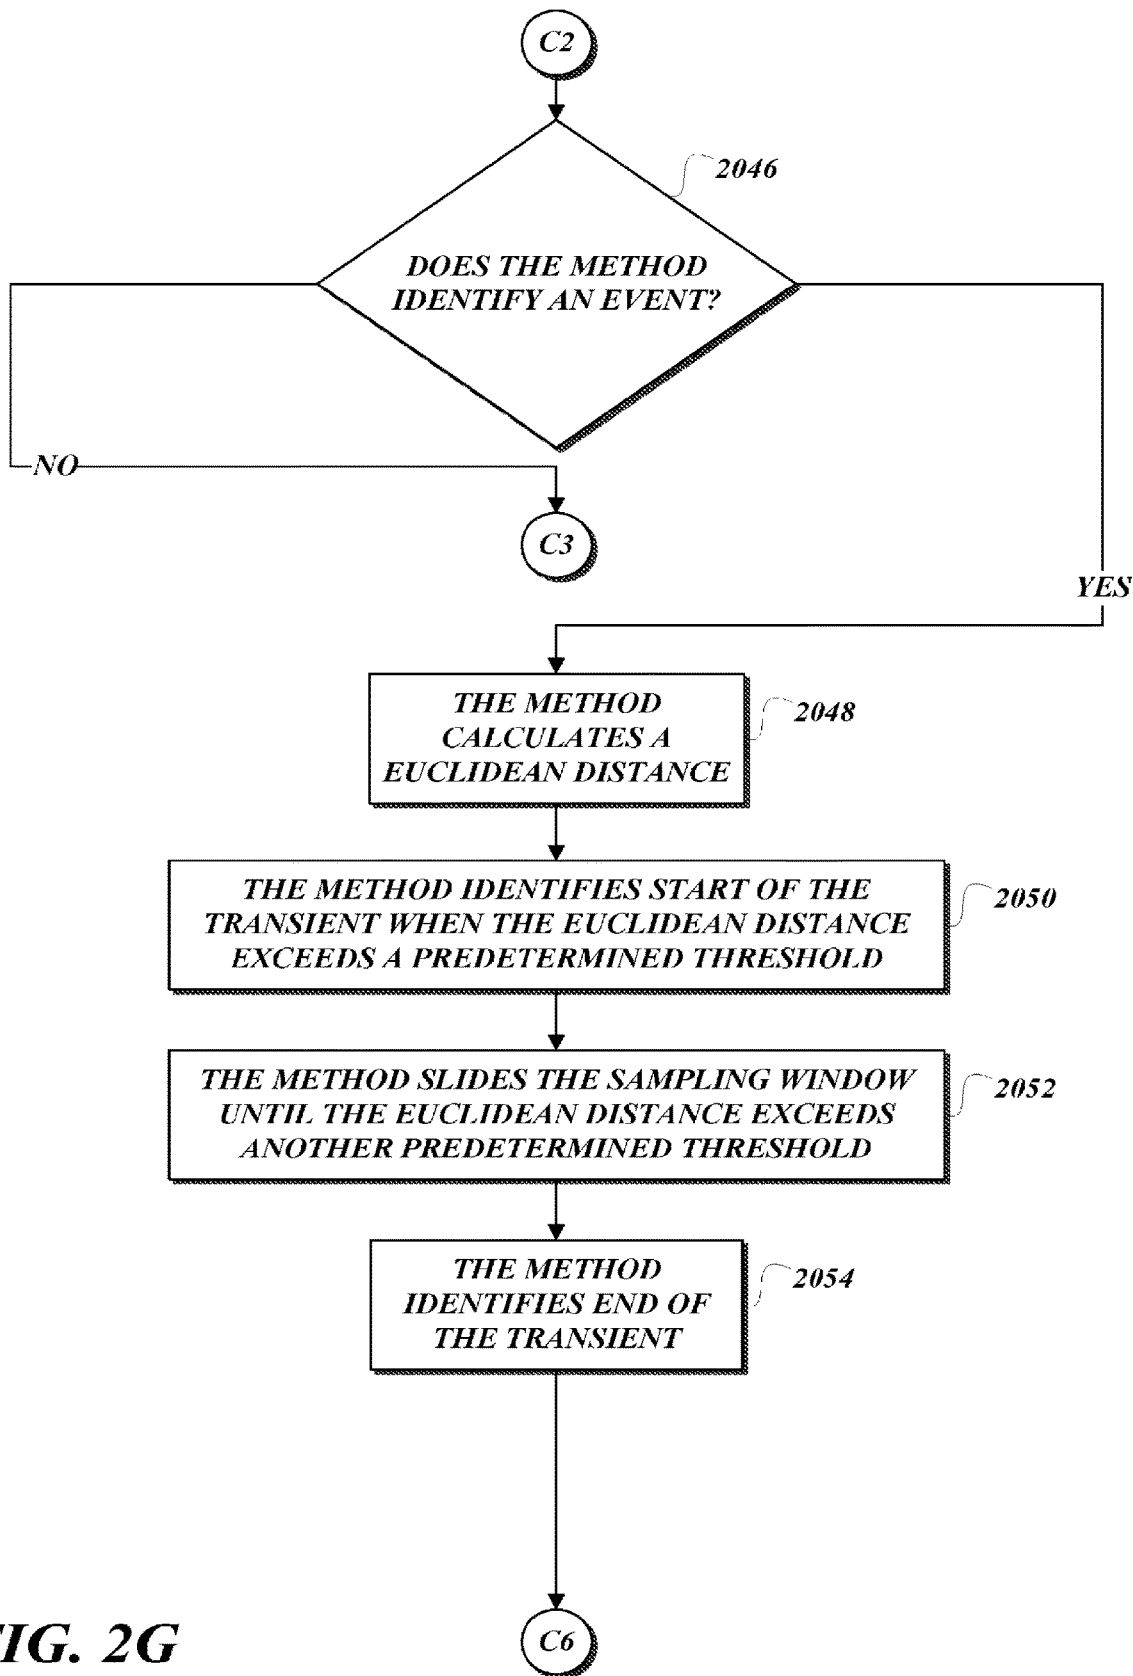 C2
2046
DOES THE METHOD
IDENTIFY AN EVENT?
NO
C3
YES
THE METHOD
CALCULATES A
EUCLIDEAN DISTANCE
2048
THE METHOD IDENTIFIES START OF THE
TRANSIENT WHEN THE EUCLIDEAN DISTANCE
EXCEEDS A PREDETERMINED THRESHOLD
2050
THE METHOD SLIDES THE SAMPLING WINDOW
UNTIL THE EUCLIDEAN DISTANCE EXCEEDS
ANOTHER PREDETERMINED THRESHOLD
2052
THE METHOD
IDENTIFIES END OF
THE TRANSIENT
2054
C6
IG. 2G